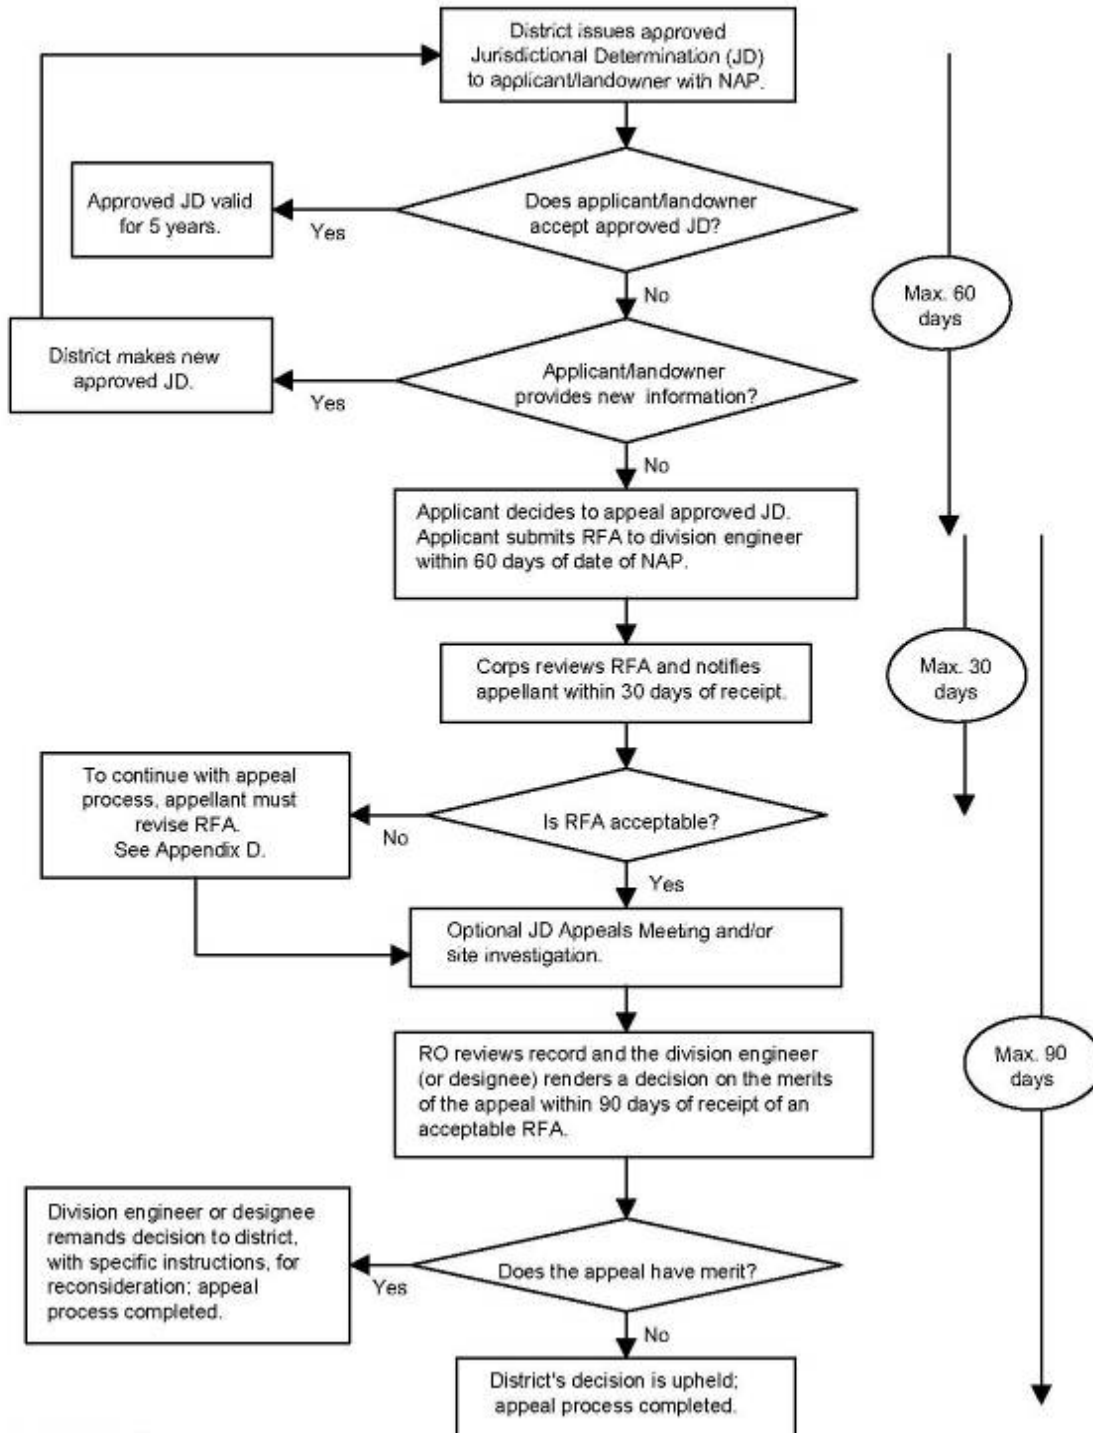 District issues approved
Jurisdictional Determination (JD)
to applicant/landowner with NAP.
Approved JD valid
for 5 years.
Yes
Does applicant/landowner
accept approved JD?
No
Max. 60
days
District makes new
approved JD.
Yes
Applicant/landowner
provides new information?
No
Applicant decides to appeal approved JD.
Applicant submits RFA to division engineer
within 60 days of date of NAP.
Corps reviews RFA and notifies
appellant within 30 days of receipt.
Max. 30
days
To continue with appeal
process, appellant must
revise RFA.
See Appendix D.
No
Is RFA acceptable?
Yes
Optional JD Appeals Meeting and/or
site investigation.
RO reviews record and the division engineer
(or designee) renders a decision on the merits
of the appeal within 90 days of receipt of an
acceptable RFA.
Max. 90
days
Division engineer or designee
remands decision to district,
with specific instructions, for
reconsideration; appeal
process completed.
Yes
Does the appeal have merit?
No
District's decision is upheld;
appeal process completed.